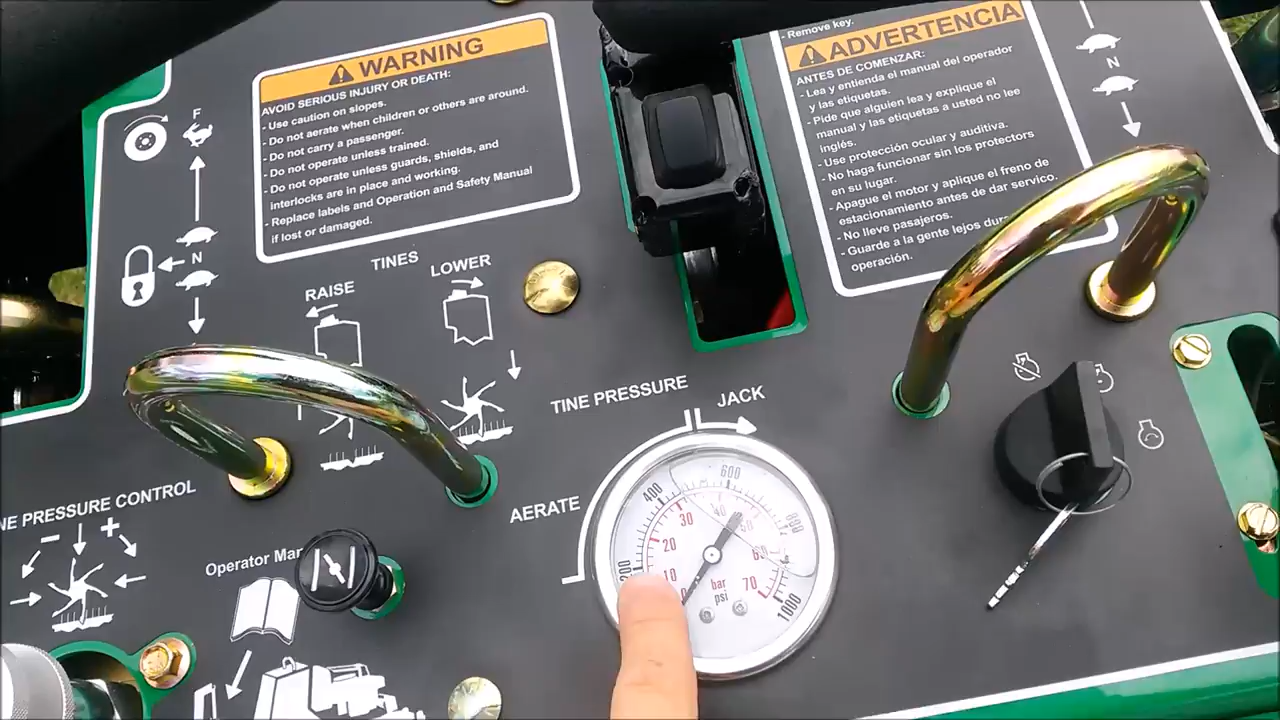 WARNING
AVOID SERIOUS INJURY OR DEATH:
- Use caution on slopes.
- Do not aerate when children or others are around.
- Do not carry a passenger.
- Do not operate unless trained.
- Do not operate unless guards, shields, and
interlocks are in place and working.
- Replace labels and Operation and Safety Manual
if lost or damaged.
- Remove key.
ADVERTENCIA
ANTES DE COMENZAR:
- Lea y entienda el manual del operador
y las etiquetas.
- Pide que alguien lea y explique el
manual y las etiquetas a usted no lee
inglés.
- Use protección ocular y auditiva.
- No haga funcionar sin los protectors
en su lugar.
- Apague el motor y aplique el freno de
estacionamiento antes de dar servicio.
- No lleve pasajeros.
- Guarde a la gente lejos
operación.
F
N
N
TINES
RAISE
LOWER
TINE PRESSURE
JACK
AERATE
PRESSURE CONTROL
- +
Operator
200
400
600
800
1000
10
20
30
40
50
60
70
bar
psi